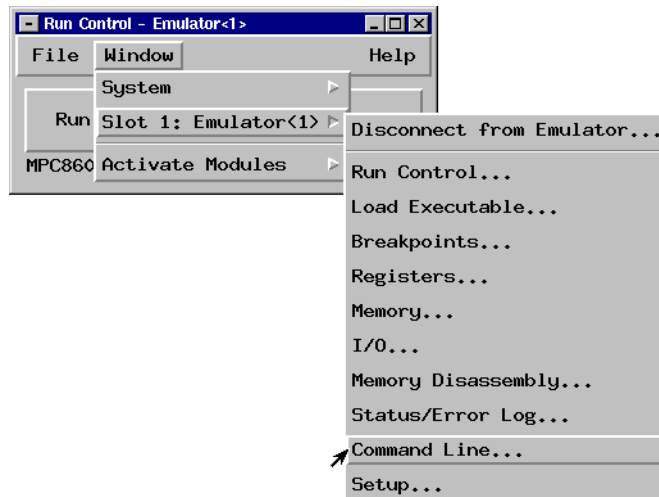 Run Control - Emulator<1>
File Window Help
System
Run Slot 1: Emulator<1>
MPC860 Activate Modules
Disconnect from Emulator...
Run Control...
Load Executable...
Breakpoints...
Registers...
Memory...
I/O...
Memory Disassembly...
Status/Error Log...
Command Line...
Setup...